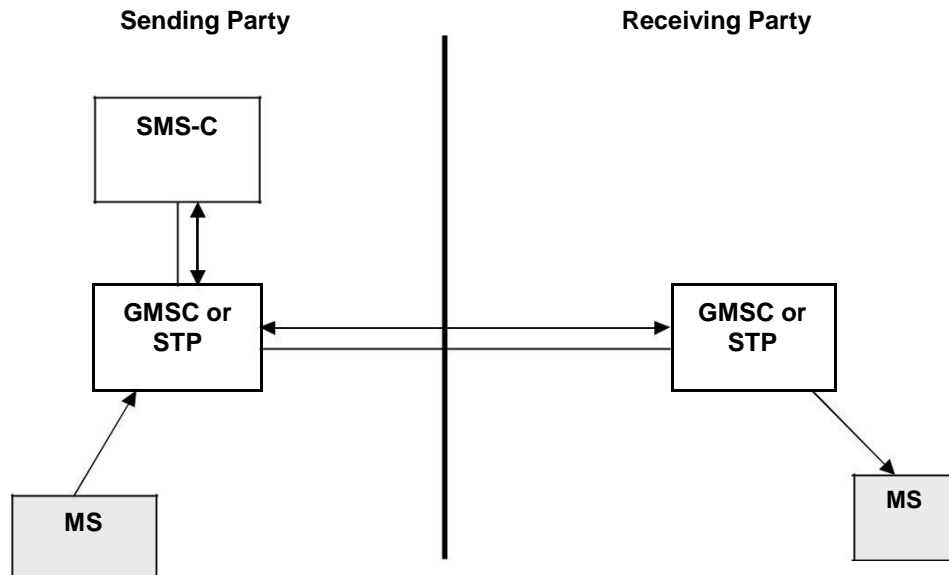 Sending Party
Receiving Party
SMS-C
GMSC or
STP
GMSC or
STP
MS
MS